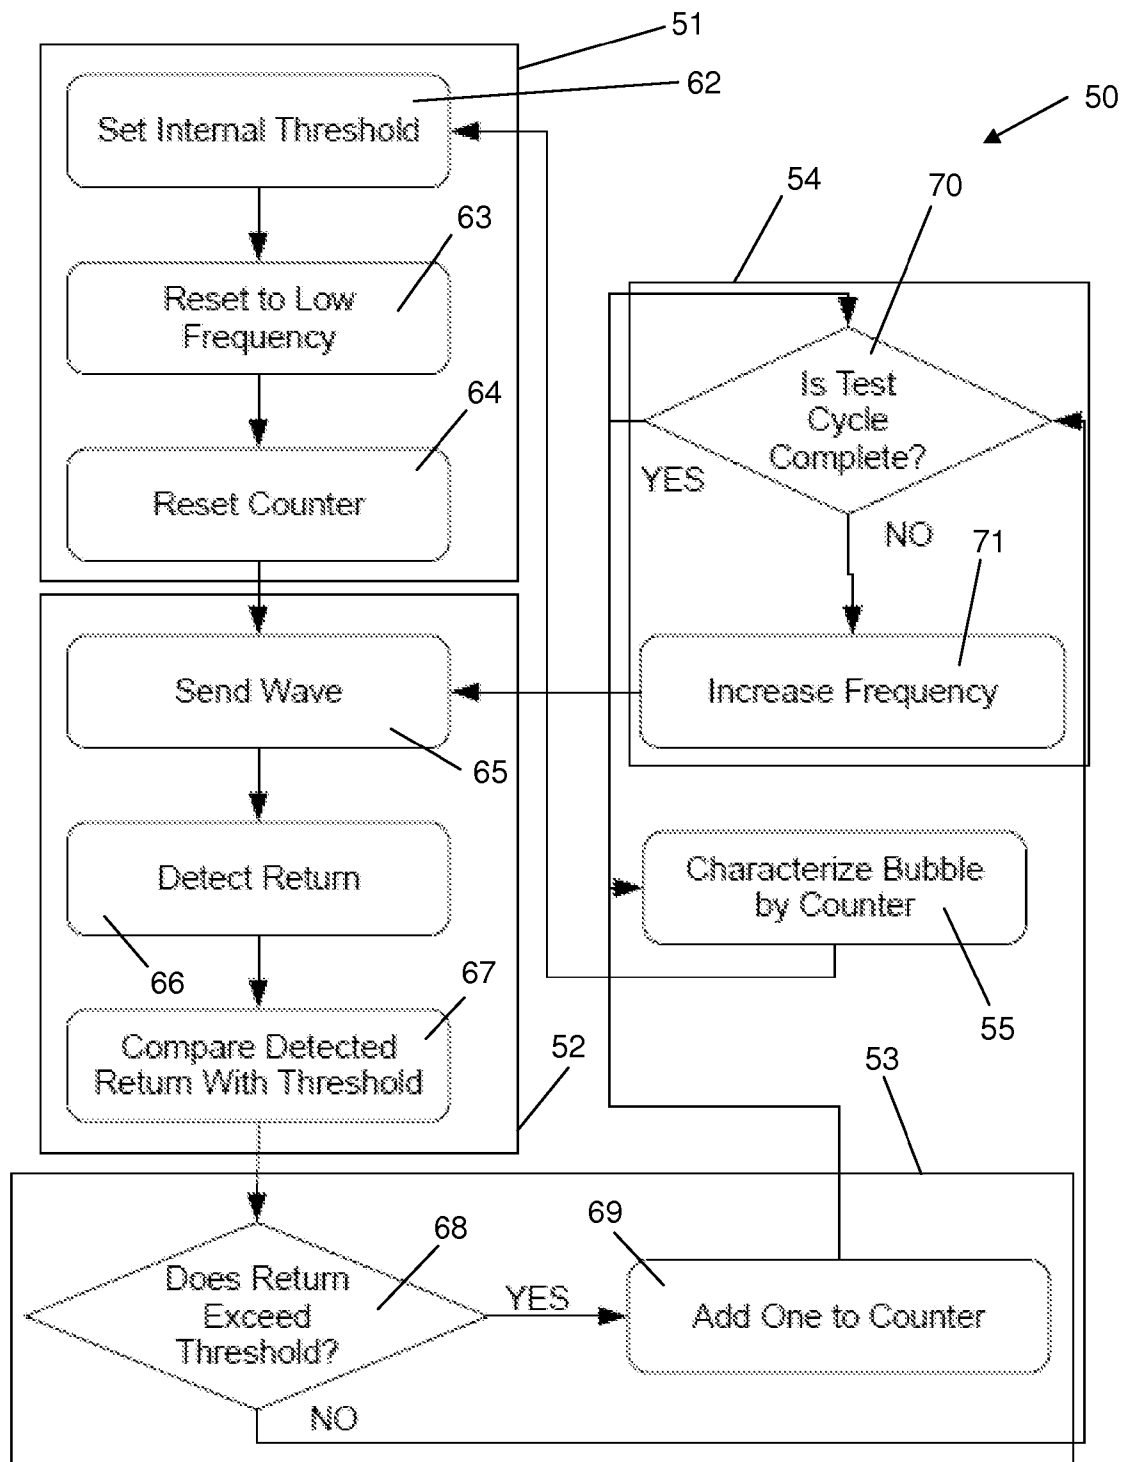 51
62
Set Internal Threshold
50
54
70
63
Reset to Low
Frequency
Is Test
Cycle
Complete?
64
YES
Reset Counter
NO
71
Send Wave
Increase Frequency
65
Detect Return
Characterize Bubble
by Counter
66
67
55
Compare Detected
Return With Threshold
52
53
68
69
Does Return
Exceed
Threshold?
YES
Add One to Counter
NO